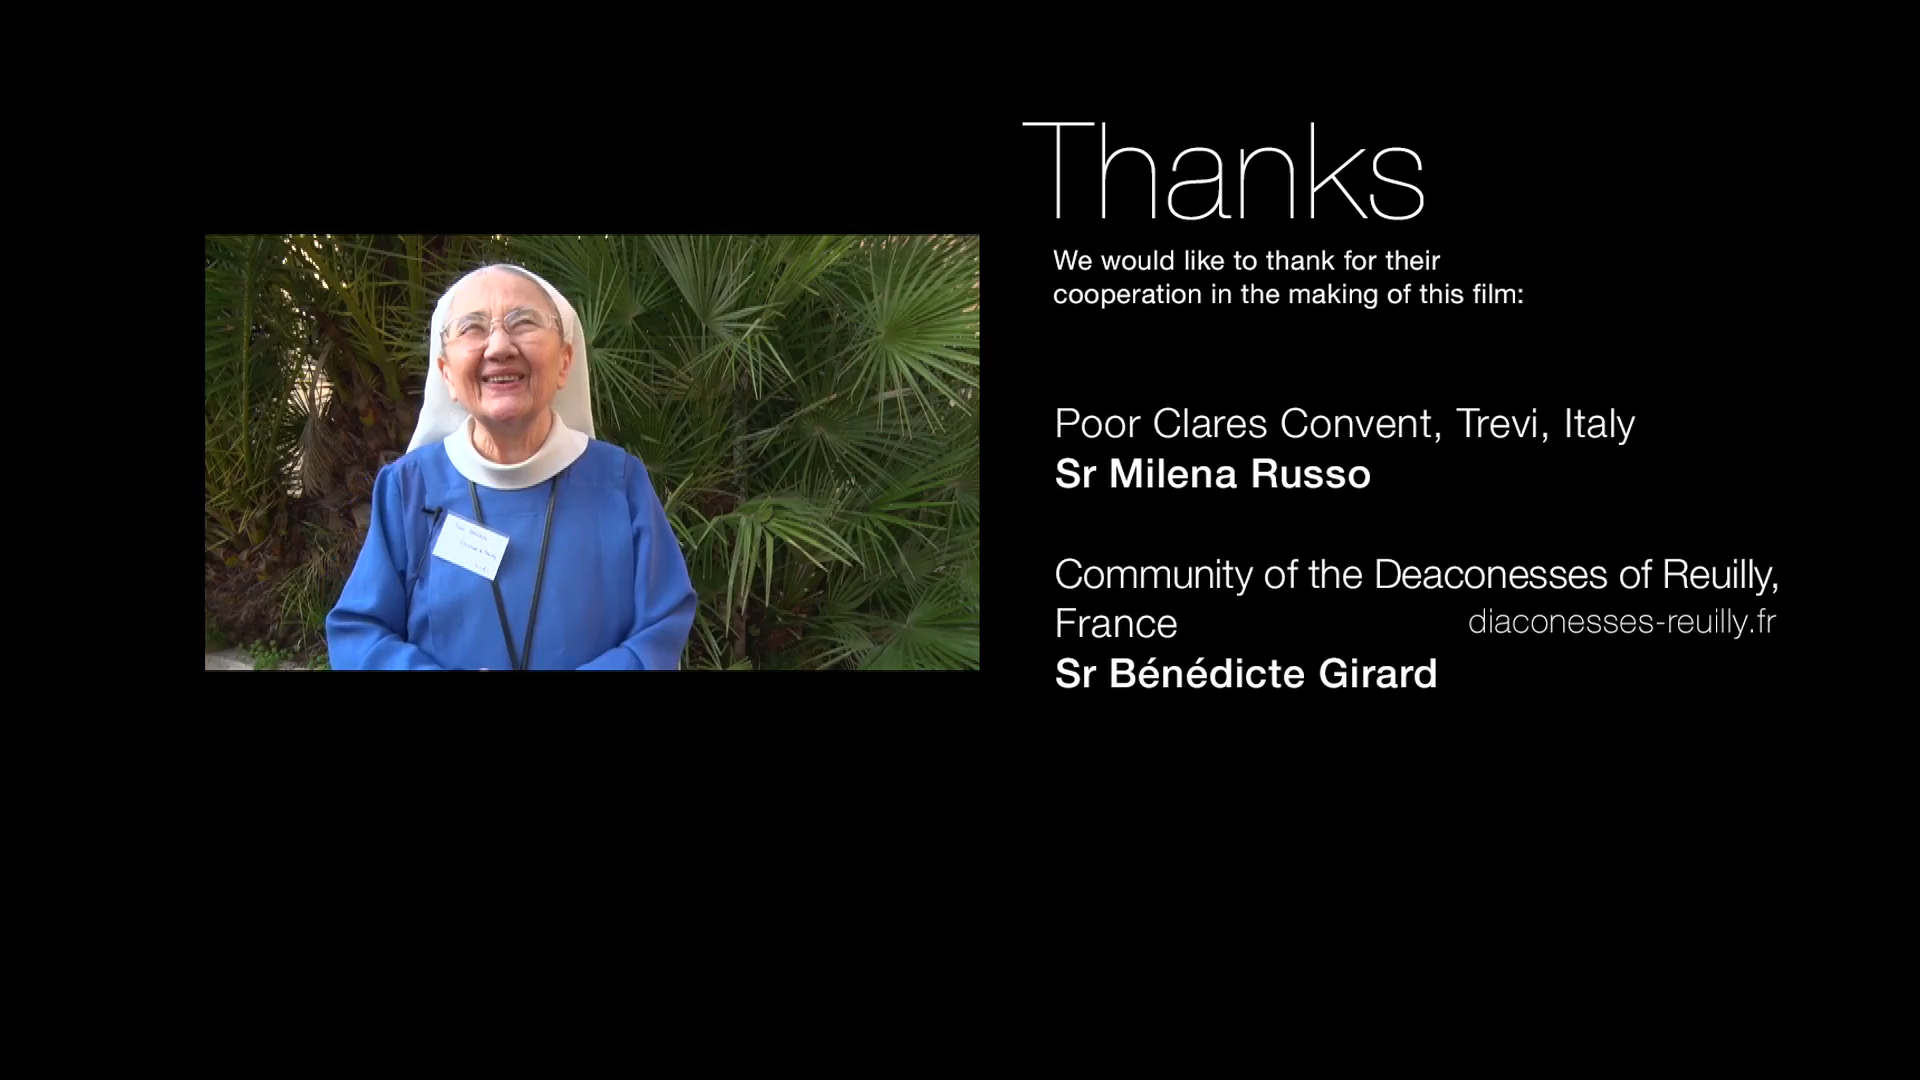 Thanks
We would like to thank for their
cooperation in the making of this film:
Poor Clares Convent, Trevi, Italy
Sr Milena Russo
Community of the Deaconesses of Reuilly,
France
diaconesses-reuilly.fr
Sr Bénédicte Girard